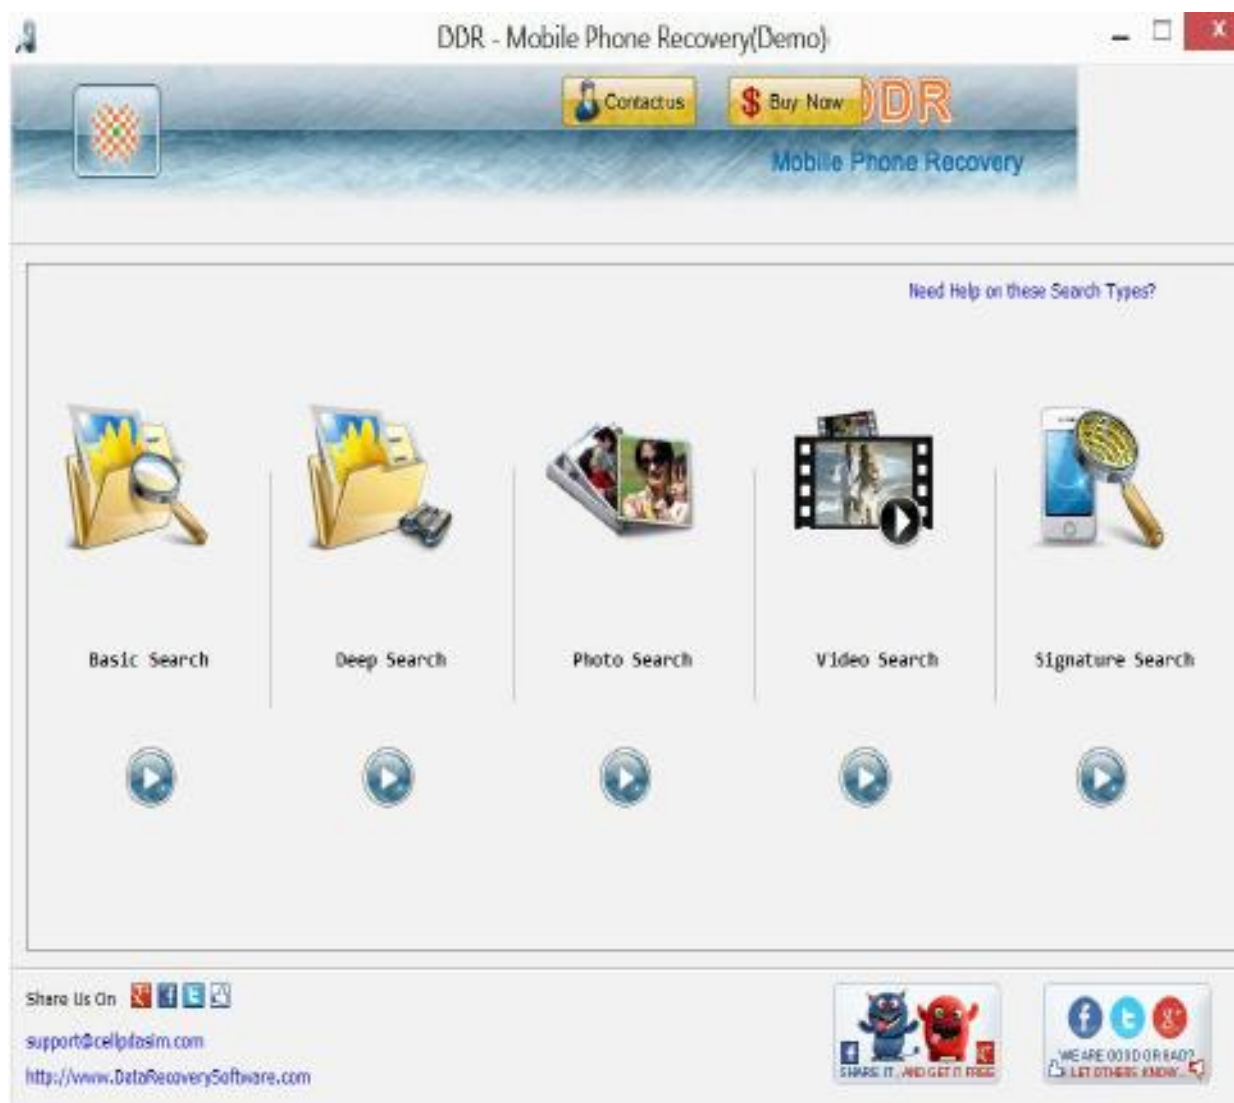 DDR - Mobile Phone Recovery(Demo)
X
Contact us
$ Buy Now
DDR
Mobile Phone Recovery
Need Help on these Search Types?
Basic Search
Deep Search
Photo Search
Video Search
Signature Search
Share Us On
support@cellpdasim.com
http://www.DataRecoverySoftware.com
SHARE IT.. AND GET IT FREE
WE ARE GOOD OR BAD?
LET OTHERS KNOW..